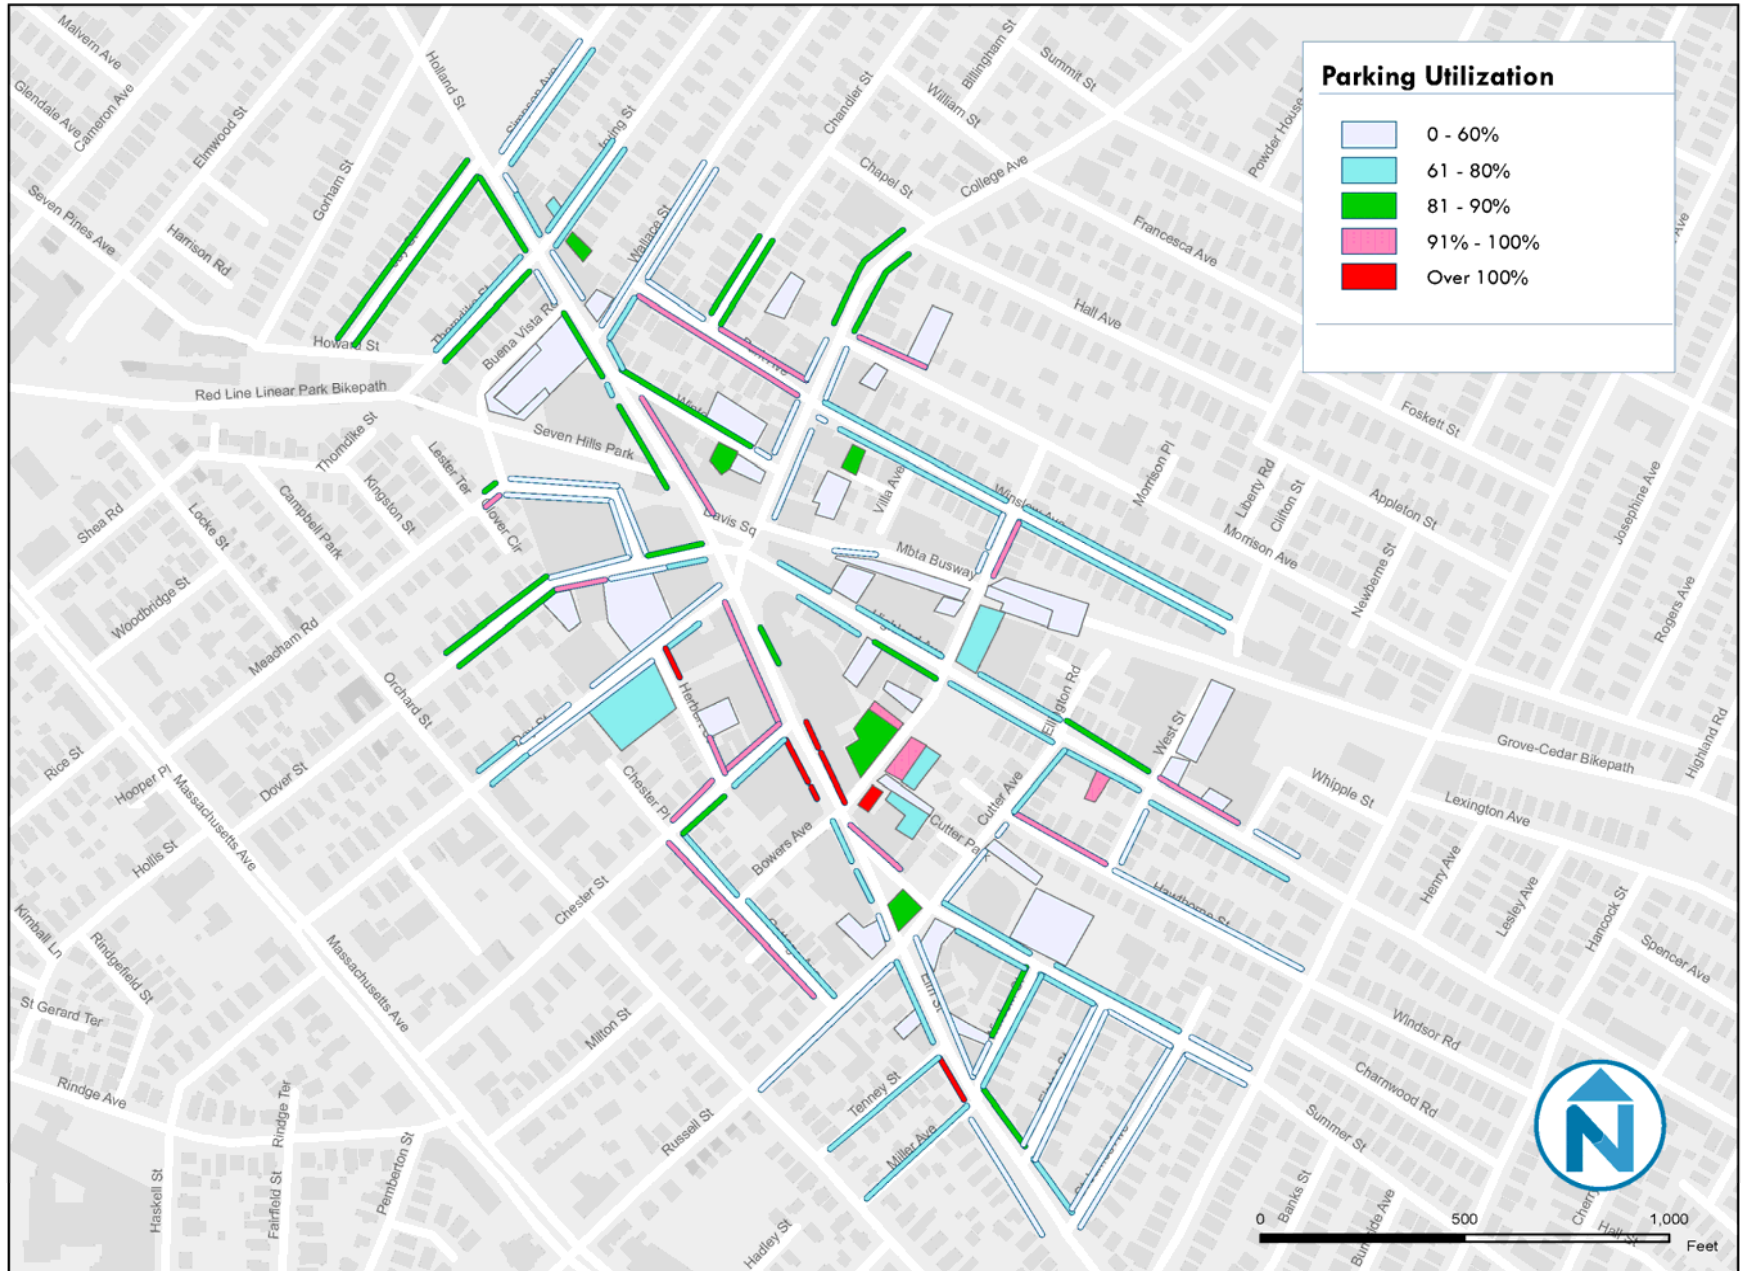 Parking Utilization
0 - 60%
61 - 80%
81 - 90%
91% - 100%
Over 100%
Malvern Ave
Glendale Ave
Cameron Ave
Elmwood St
Holland St
Irving St
Gorham St
Seven Pines Ave
Harrison Rd
Wallace St
Chandler St
Billingham St
Summit St
William St
Chapel St
College Ave
Francesca Ave
Hall Ave
Howard St
Buena Vista Rd
Red Line Linear Park Bikepath
Seven Hills Park
Thorndike St
Lester Ter
Kingston St
Campbell Park
Locke St
Shea Rd
Woodbridge St
Meacham Rd
Orchard St
Davis Sq
Villa Ave
Winslow Ave
Mbta Busway
Morrison Pl
Liberty Rd
Clifton St
Morrison Ave
Appleton St
Foskett St
Newberne St
Josephine Ave
Rogers Ave
Highland Rd
Grove-Cedar Bikepath
Whipple St
Lexington Ave
West St
Cutter Ave
Cutter Park
Hawthorne St
Henry Ave
Lesley Ave
Hancock St
Spencer Ave
Windsor Rd
Charnwood Rd
Summer St
Banks St
Rice St
Hooper Pl
Massachusetts Ave
Dover St
Hollis St
Chester Pl
Chester St
Bowers Ave
Kimball Ln
Rindgefield St
St Gerard Ter
Rindge Ave
Massachusetts Ave
Milton St
Elm St
Tenney St
Miller Ave
Russell St
Hadley St
Rindge Ter
Haskell St
Fairfield St
Pemberton St
N
0 500 1,000
Feet